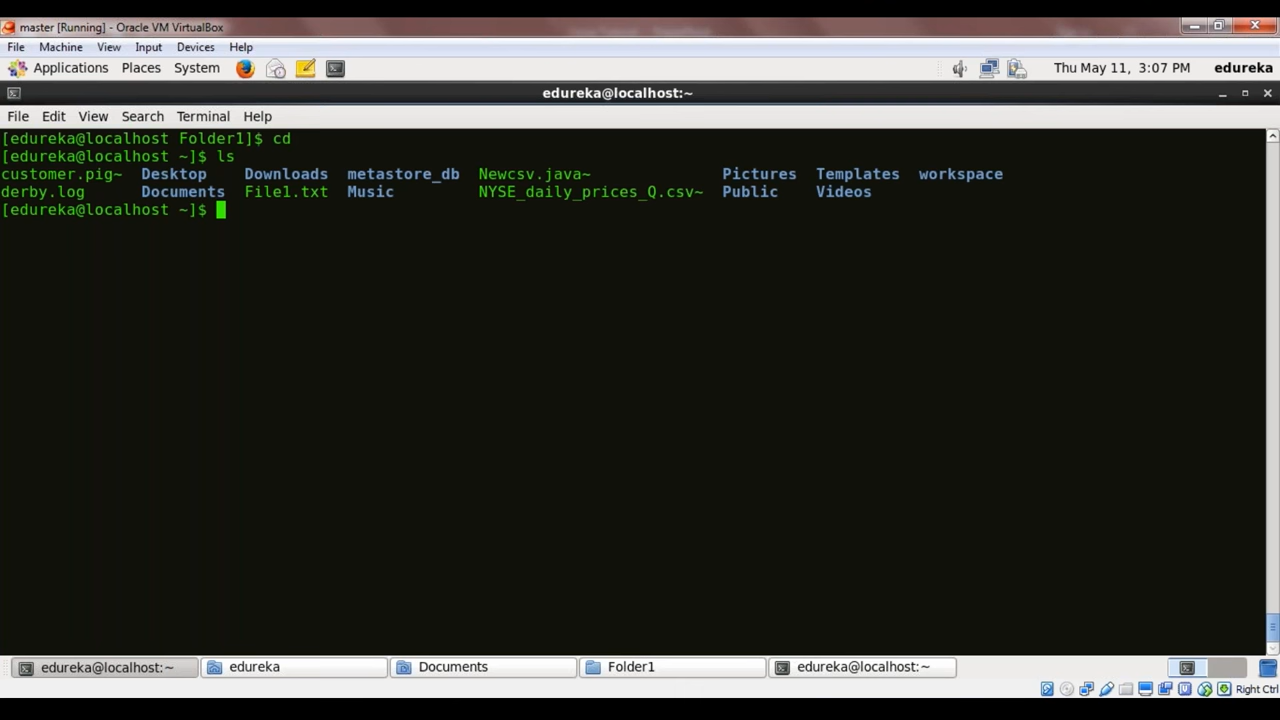 master [Running] - Oracle VM VirtualBox
File Machine View Input Devices Help
Applications Places System Thu May 11, 3:07 PM edureka
edureka@localhost:~
File Edit View Search Terminal Help
[edureka@localhost Folder1]$ cd
[edureka@localhost ~]$ ls
customer.pig~ Desktop Downloads metastore_db Newcsv.java~ Pictures Templates workspace
derby.log Documents File1.txt Music NYSE_daily_prices_Q.csv~ Public Videos
[edureka@localhost ~]$
edureka@localhost:~ edureka Documents Folder1 edureka@localhost:~
Right Ctrl